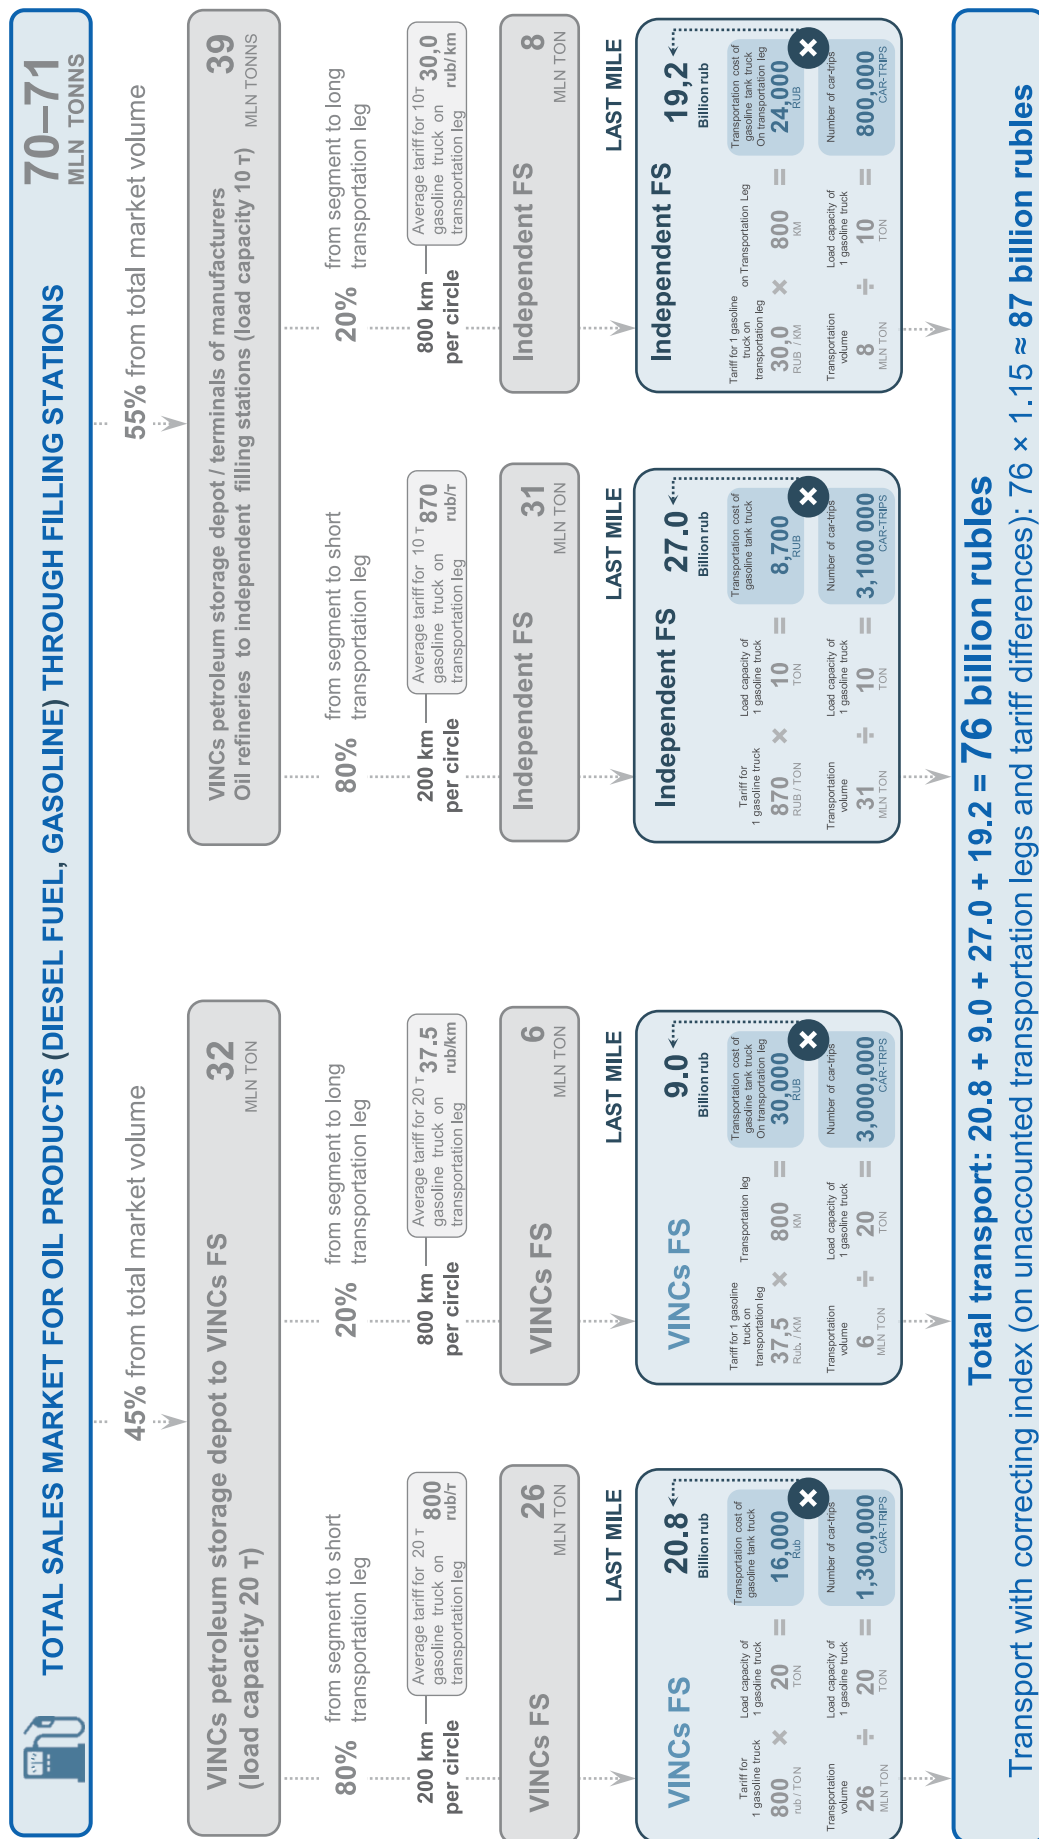 TOTAL SALES MARKET FOR OIL PRODUCTS (DIESEL FUEL, GASOLINE) THROUGH FILLING STATIONS
70–71
MLN TONNS
45% from total market volume
55% from total market volume
VINCs petroleum storage depot to VINCs FS
(load capacity 20 т)
32
MLN TON
VINCs petroleum storage depot / terminals of manufacturers
Oil refineries to independent filling stations (load capacity 10 т)
39
MLN TONNS
80%
from segment to short
transportation leg
20%
from segment to long
transportation leg
80%
from segment to short
transportation leg
20%
from segment to long
transportation leg
200 km
per circle
Average tariff for 20 т
gasoline truck on
transportation leg
800
rub/т
800 km
per circle
Average tariff for 20 т
gasoline truck on
transportation leg
37.5
rub/km
200 km
per circle
Average tariff for 10 т
gasoline truck on
transportation leg
870
rub/т
800 km
per circle
Average tariff for 10т
gasoline truck on
transportation leg
30,0
rub/ km
VINCs FS
26
MLN TON
VINCs FS
6
MLN TON
Independent FS
31
MLN TON
Independent FS
8
MLN TON
LAST MILE
VINCs FS
20.8
Billion rub
Tariff for
1 gasoline truck
800
rub / TON
×
Load capacity of
1 gasoline truck
20
TON
=
Transportation cost of
gasoline tank truck
16,000
Rub
Transportation
volume
26
MLN TON
÷
Load capacity of
1 gasoline truck
20
TON
=
Number of car-trips
1,300,000
CAR-TRIPS
×
LAST MILE
VINCs FS
9.0
Billion rub
Tariff for 1 gasoline
truck on
transportation leg
37,5
Rub. / KM
×
Transportation leg
800
KM
=
Transportation cost of
gasoline tank truck
On transportation leg
30,000
RUB
Transportation
volume
6
MLN TON
÷
Load capacity of
1 gasoline truck
20
TON
=
Number of car-trips
3,000,000
CAR-TRPS
×
LAST MILE
Independent FS
27.0
Billion rub
Tariff for
1 gasoline truck
870
RUB / TON
×
Load capacity of
1 gasoline truck
10
TON
=
Transportation cost of
gasoline tank truck
8,700
RUB
Transportation
volume
31
MLN TON
÷
Load capacity of
1 gasoline truck
10
TON
=
Number of car-trips
3,100 000
CAR-TRIPS
×
LAST MILE
Independent FS
19,2
Billion rub
Tariff for 1 gasoline
truck on
transportation leg
30,0
RUB / KM
×
on Transportation Leg
800
KM
=
Transportation cost of
gasoline tank truck
On transportation leg
24,000
RUB
Transportation
volume
8
MLN TON
÷
Load capacity of
1 gasoline truck
10
TON
=
Number of car-trips
800,000
CAR-TRIPS
×
Total transport: 20.8 + 9.0 + 27.0 + 19.2 = 76 billion rubles
Transport with correcting index (on unaccounted transportation legs and tariff differences): 76 × 1.15 ≈ 87 billion rubles